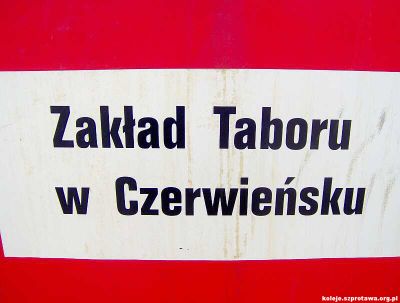 Zakład Taboru
w Czerwieńsku
koleje.szprotawa.org.pl